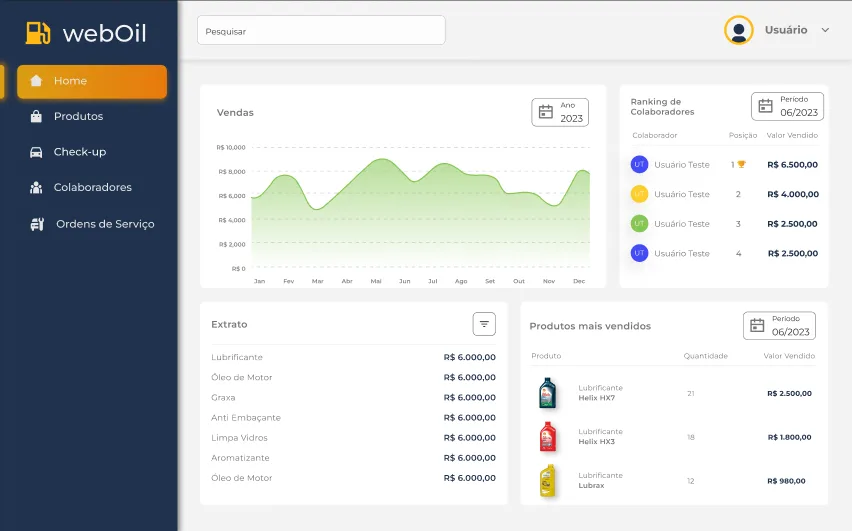 webOil
Home
Produtos
Check-up
Colaboradores
Ordens de Serviço
Pesquisar
Usuário
Vendas
Ano
2023
R$ 10,000
R$ 8,000
R$ 6,000
R$ 4,000
R$ 2,000
R$ 0
Jan Fev Mar Abr Mai Jun Jul Ago Set Out Nov Dec
Ranking de
Colaboradores
Período
06/2023
Colaborador Posição Valor Vendido
UT Usuário Teste 1 R$ 6.500,00
UT Usuário Teste 2 R$ 4.000,00
UT Usuário Teste 3 R$ 2.500,00
UT Usuário Teste 4 R$ 2.500,00
Extrato
Lubrificante R$ 6.000,00
Óleo de Motor R$ 6.000,00
Graxa R$ 6.000,00
Anti Embaçante R$ 6.000,00
Limpa Vidros R$ 6.000,00
Aromatizante R$ 6.000,00
Óleo de Motor R$ 6.000,00
Produtos mais vendidos
Período
06/2023
Produto Quantidade Valor Vendido
Lubrificante
Helix HX7 21 R$ 2.500,00
Lubrificante
Helix HX3 18 R$ 1.800,00
Lubrificante
Lubrax 12 R$ 980,00